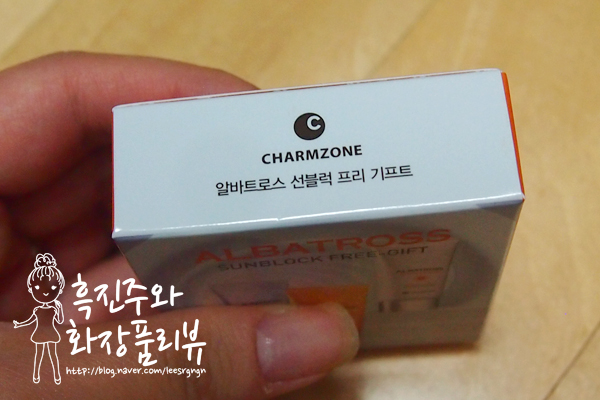 C
CHARMZONE
알바트로스 선블럭 프리 기프트
ALBATROSS
SUNBLOCK FREE-GIFT
흑진주와
화장품리뷰
http://blog.naver.com/leesrgngn